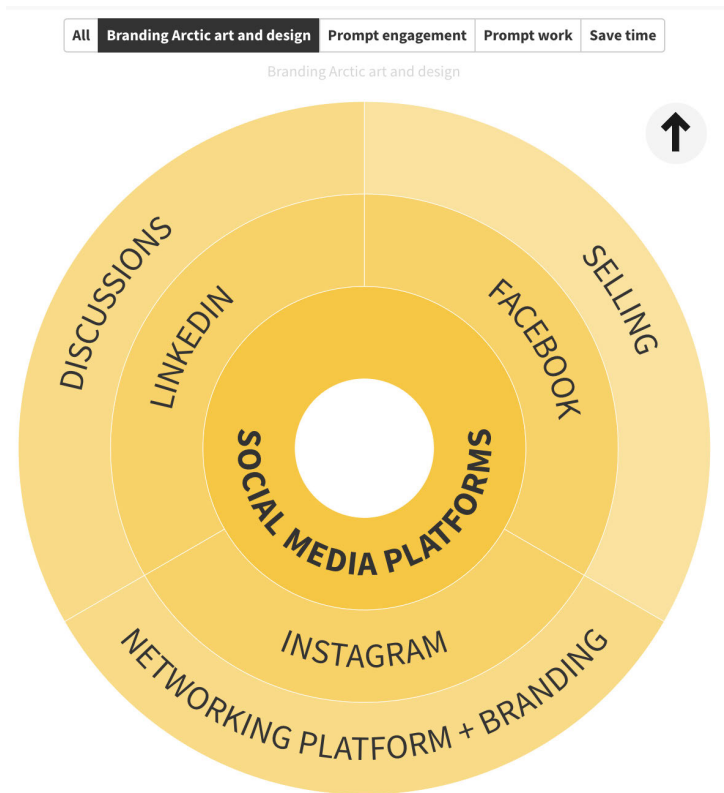 All
Branding Arctic art and design
Prompt engagement
Prompt work
Save time
Branding Arctic art and design
DISCUSSIONS
SELLING
LINKEDIN
FACEBOOK
SOCIAL MEDIA PLATFORMS
INSTAGRAM
NETWORKING PLATFORM + BRANDING